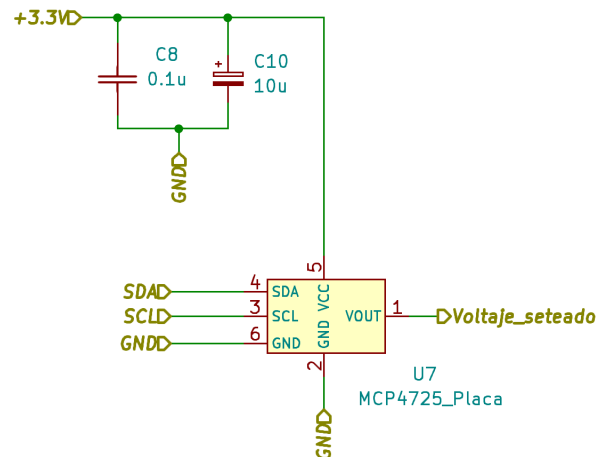 +3.3V
C8
0.1u
+
C10
10u
GND
5
SDA
4
SDA
VCC
SCL
3
SCL
VOUT
1
Voltaje_seteado
GND
6
GND
GND
2
U7
MCP4725_Placa
GND